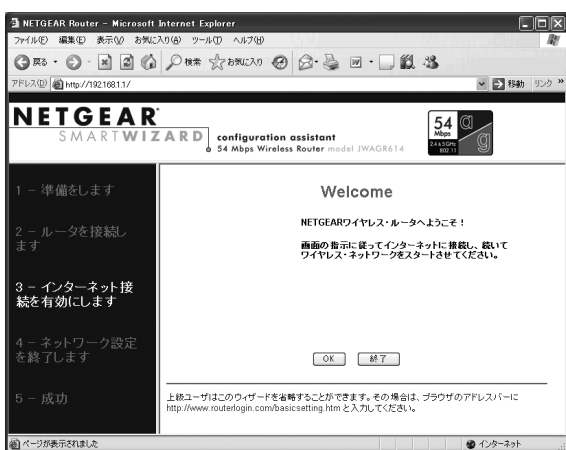 NETGEAR Router - Microsoft Internet Explorer
ファイル(F) 編集(E) 表示(V) お気に入り(A) ツール(T) ヘルプ(H)
戻る 検索 お気に入り
アドレス(D) http://192.168.1.1/ 移動 リンク »
NETGEAR
SMARTWIZARD configuration assistant
54 Mbps Wireless Router model JWAGR614
54 Mbps
2.4 & 5 GHz
802.11
a
g
1 - 準備をします
2 - ルータを接続し
ます
3 - インターネット接
続を有効にします
4 - ネットワーク設定
を終了します
5 - 成功
Welcome
NETGEARワイヤレス・ルータへようこそ！
画面の指示に従ってインターネットに接続し、続いて
ワイヤレス・ネットワークをスタートさせてください。
OK 終了
上級ユーザはこのウィザードを省略することができます。その場合は、ブラウザのアドレスバーに
http://www.routerlogin.com/basicsetting.htm と入力してください。
ページが表示されました インターネット